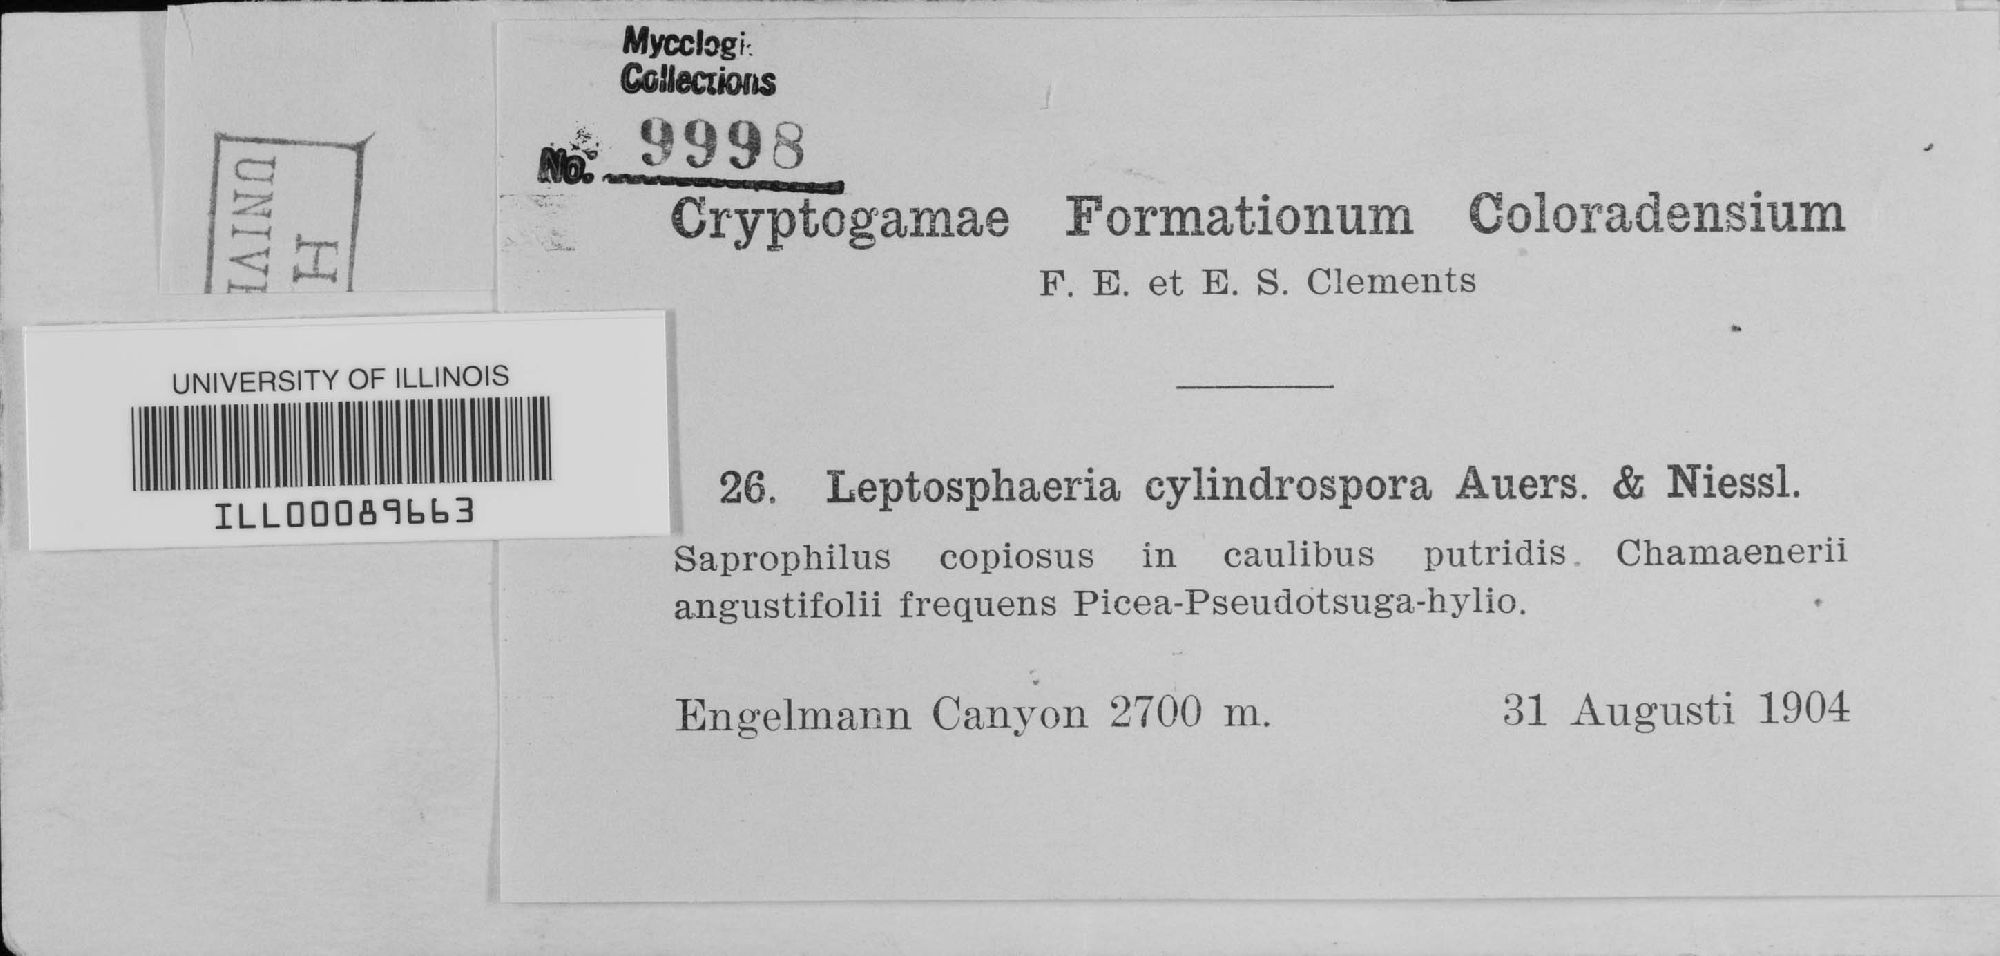 Collections
No. 9998
Cryptogamae Formationum Coloradensium
F. E. et E. S. Clements
UNIVERSITY OF ILLINOIS
ILL00089663
26. Leptosphaeria cylindrospora Auers. & Niessl.
Saprophilus copiosus in caulibus putridis. Chamaenerii
angustifolii frequens Picea-Pseudotsuga-hylio.
Engelmann Canyon 2700 m. 31 Augusti 1904